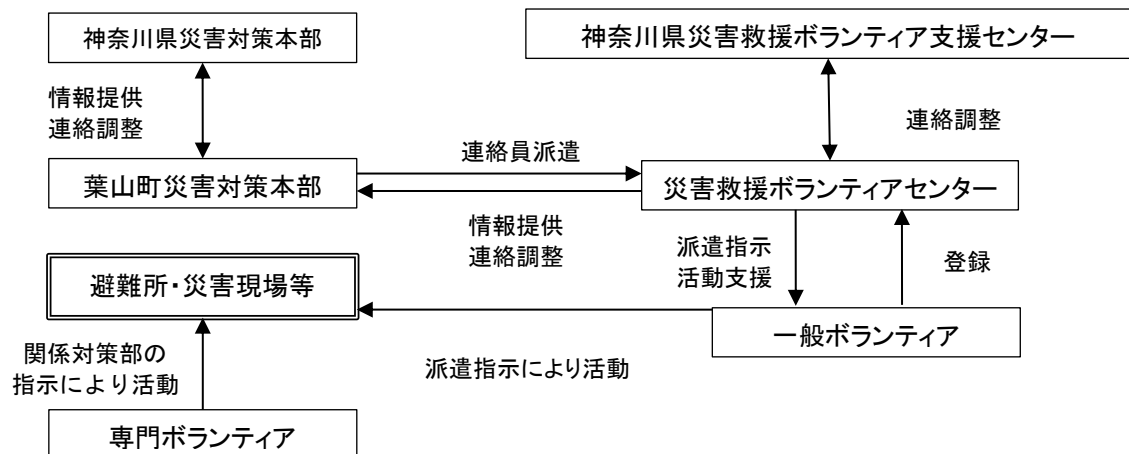 神奈川県災害対策本部
神奈川県災害救援ボランティア支援センター
情報提供
連絡調整
連絡調整
連絡員派遣
葉山町災害対策本部
災害救援ボランティアセンター
情報提供
連絡調整
派遣指示
活動支援
登録
避難所・災害現場等
一般ボランティア
関係対策部の
指示により活動
派遣指示により活動
専門ボランティア